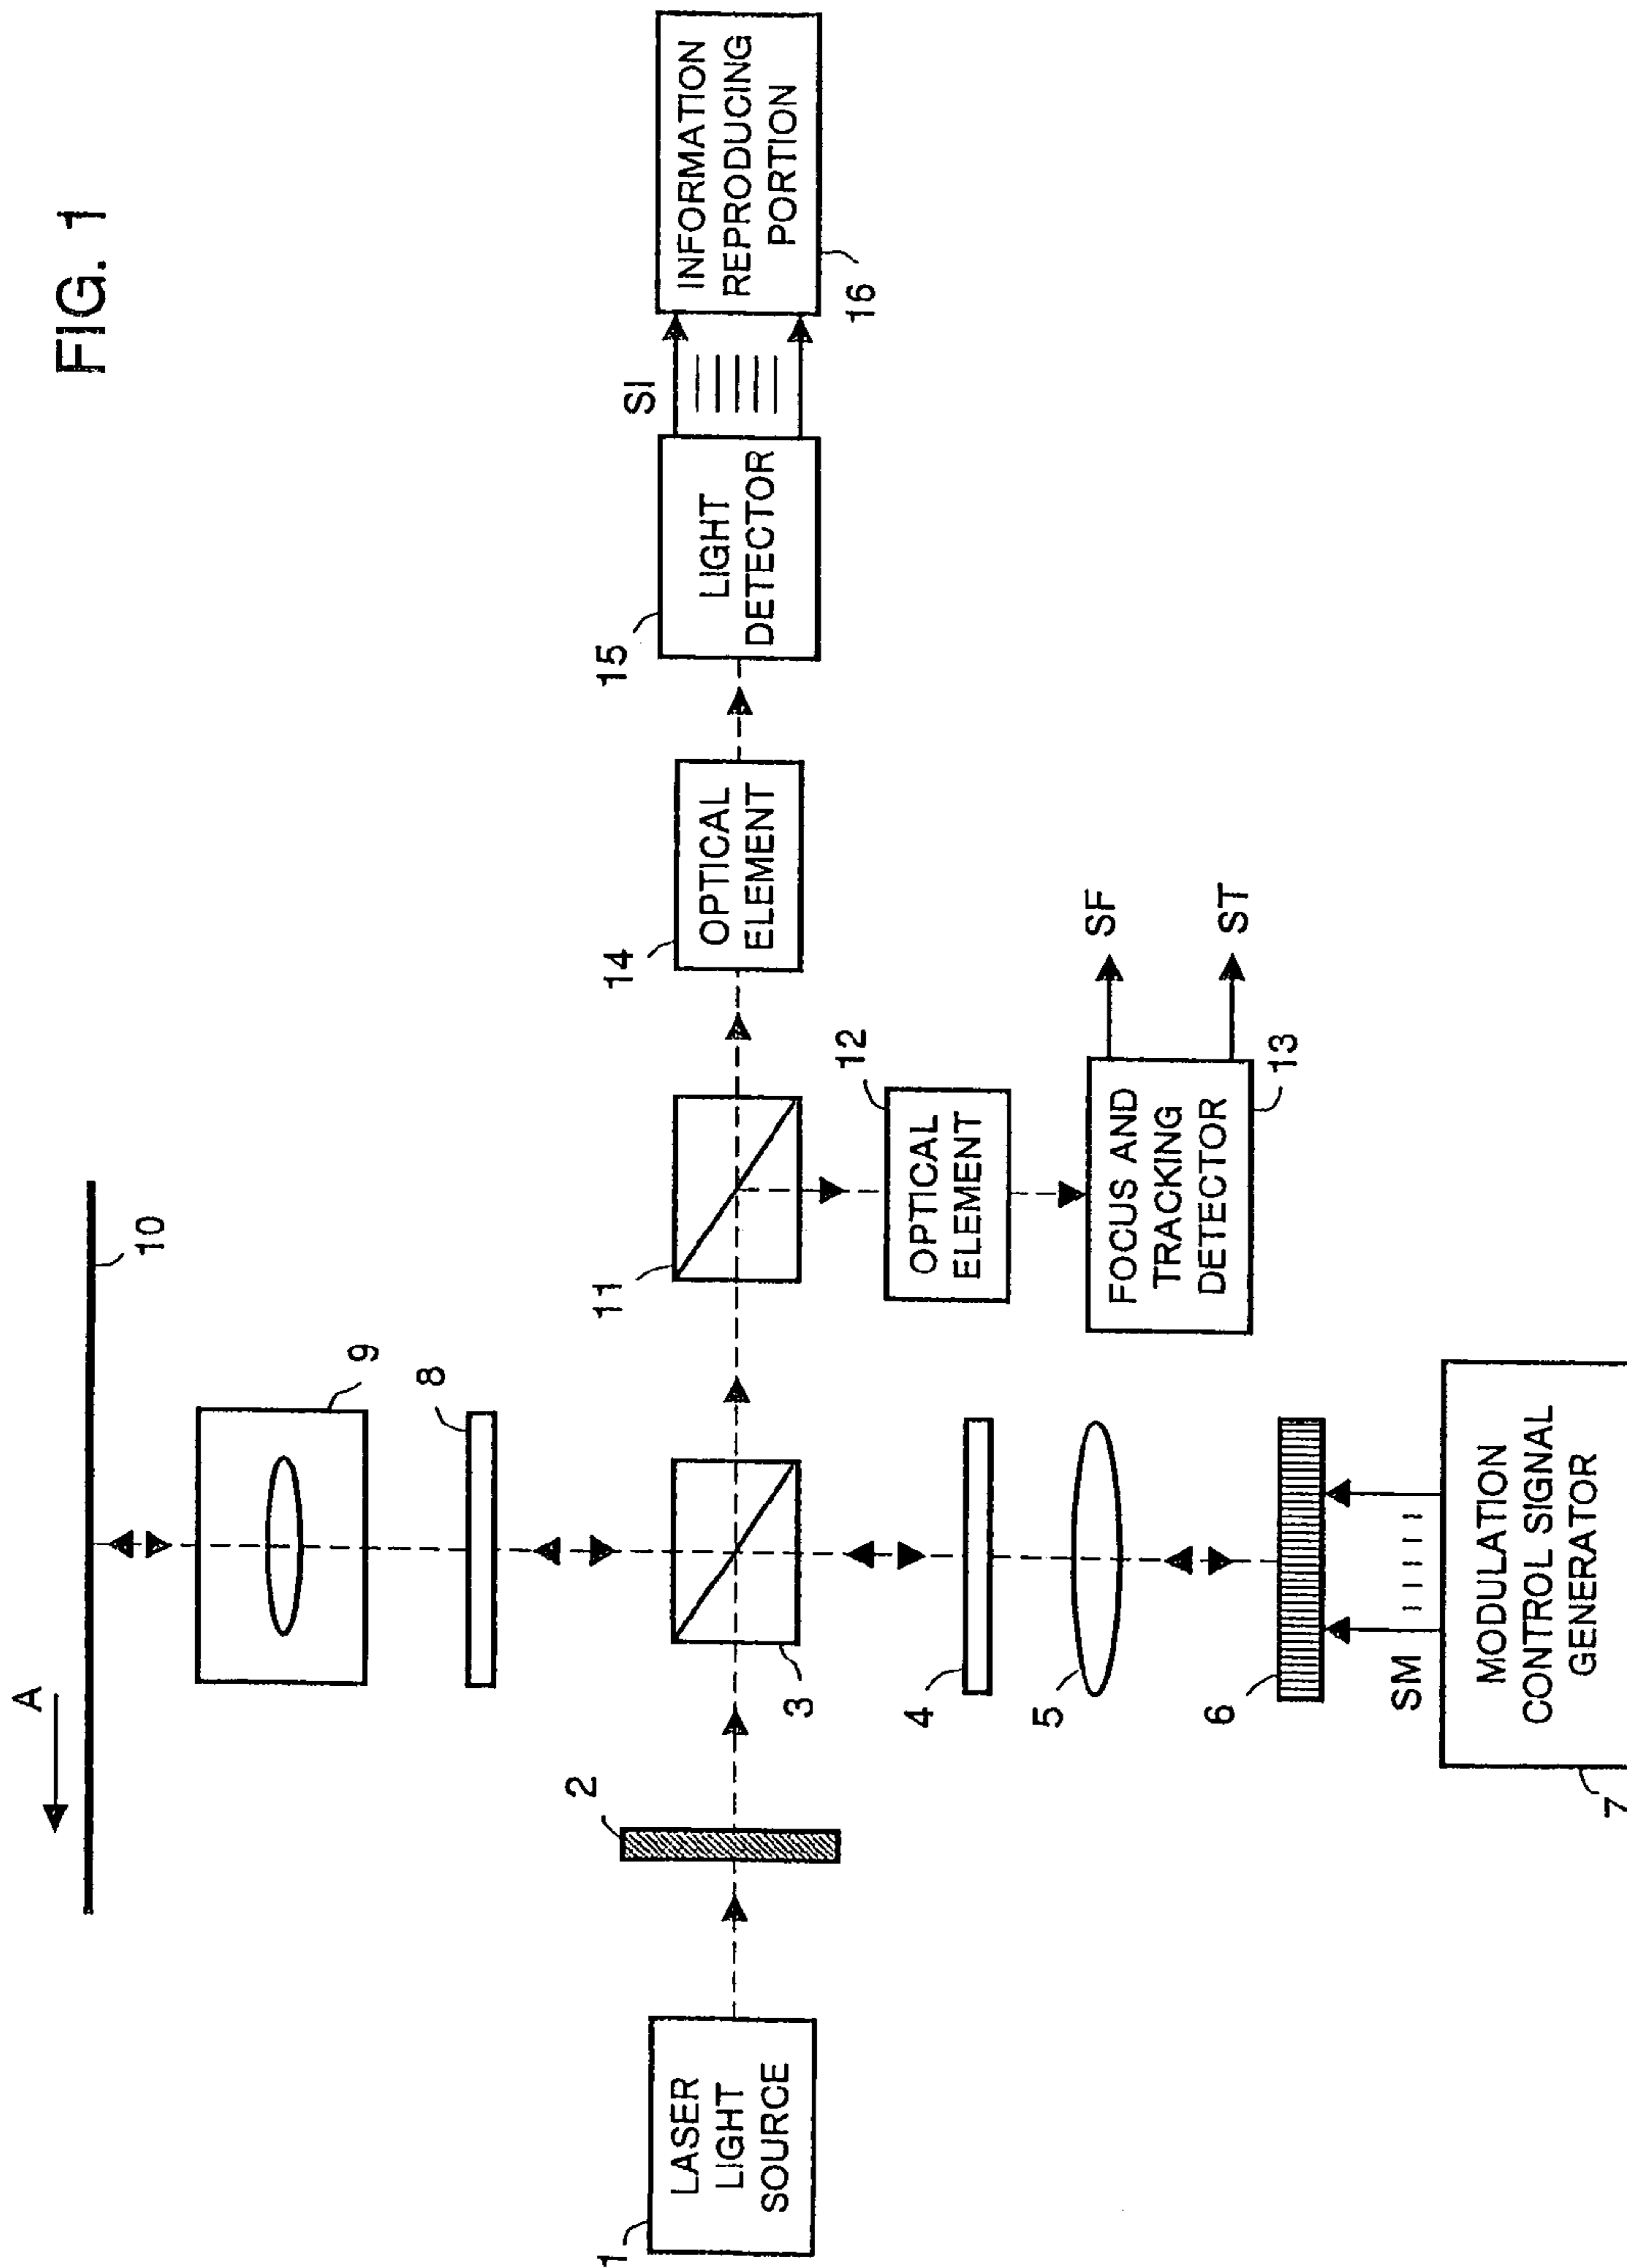 FIG. 1
A
10
9
8
INFORMATION
REPRODUCING
PORTION
16
SI
LIGHT
DETECTOR
15
OPTICAL
ELEMENT
14
11
3
2
LASER
LIGHT
SOURCE
1
OPTICAL
ELEMENT
12
SF
ST
FOCUS AND
TRACKING
DETECTOR
13
4
5
6
SM
MODULATION
CONTROL SIGNAL
GENERATOR
7